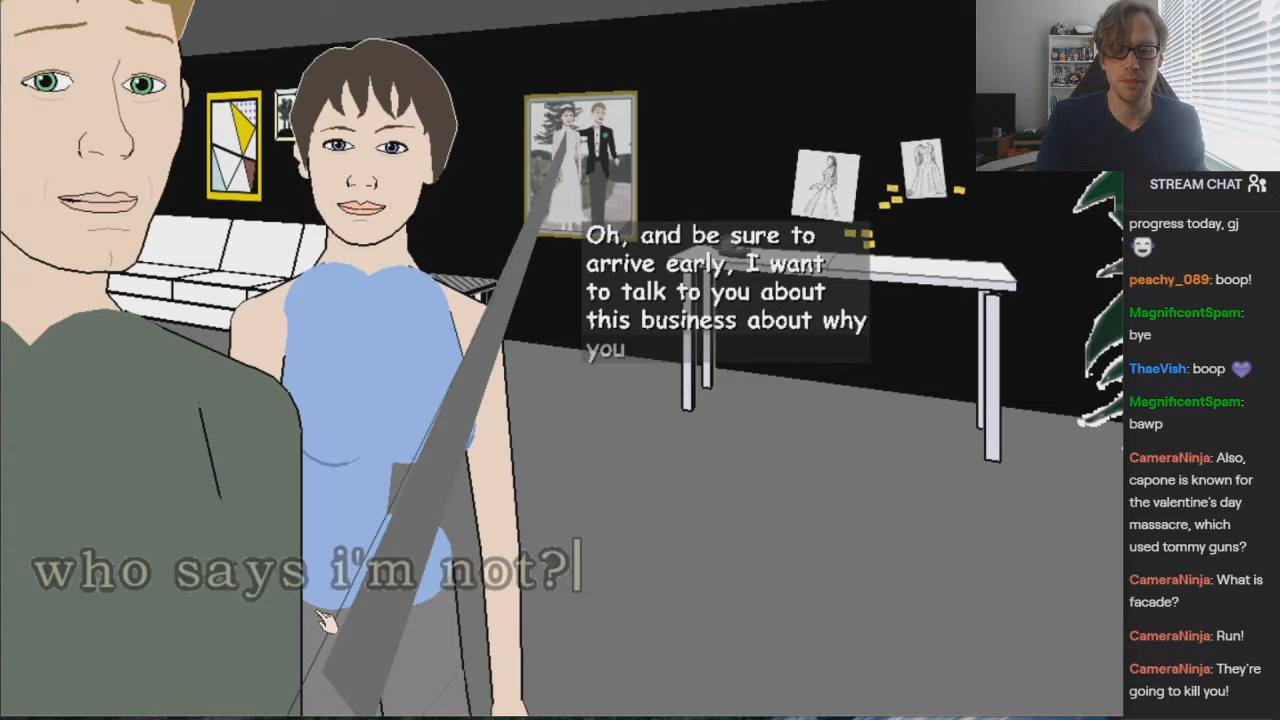 Oh, and be sure to
arrive early, I want
to talk to you about
this business about why
you
who says i'm not?
STREAM CHAT
progress today, gj
peachy_089: boop!
MagnificentSpam:
bye
ThaeVish: boop
MagnificentSpam:
bawp
CameraNinja: Also,
capone is known for
the valentine's day
massacre, which
used tommy guns?
CameraNinja: What is
facade?
CameraNinja: Run!
CameraNinja: They're
going to kill you!